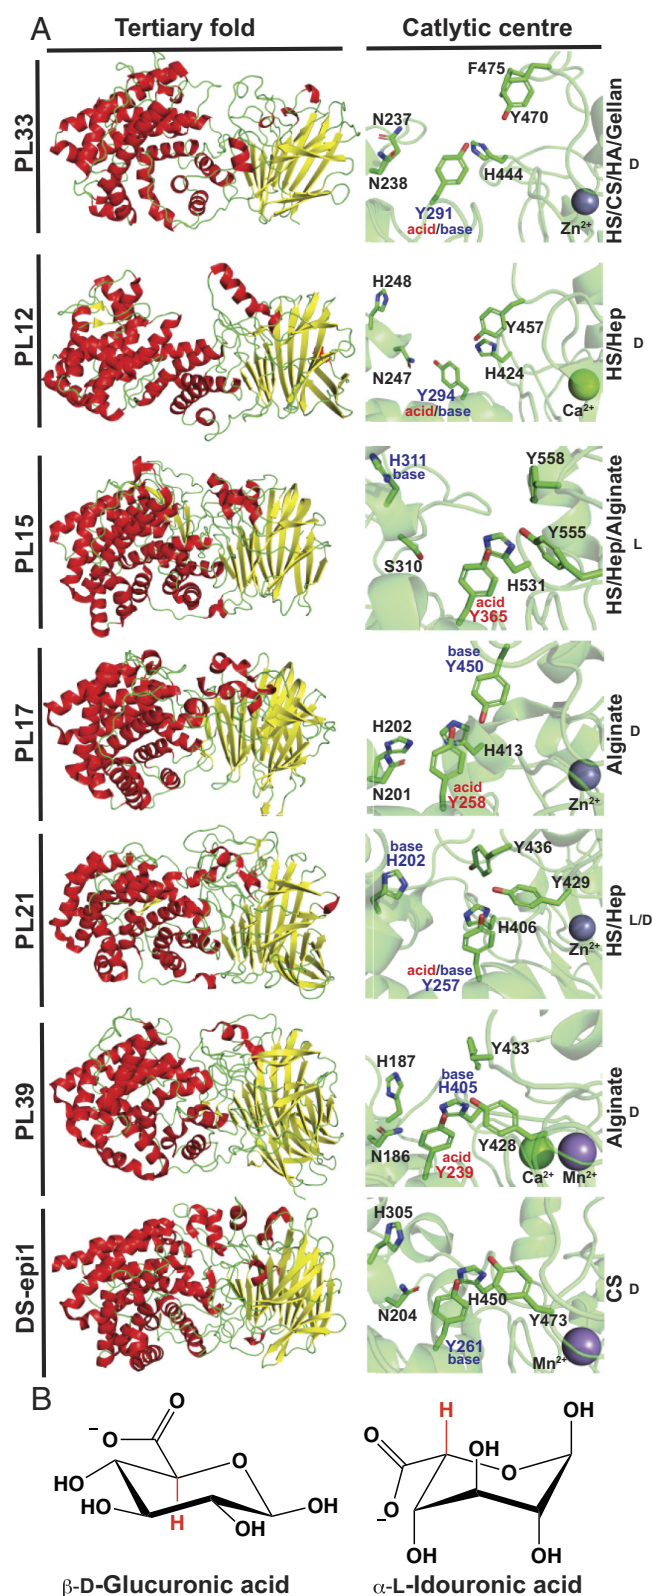 A
Tertiary fold
Catlytic centre
PL33
F475
Y470
N237
N238
H444
Y291
acid/base
Zn²⁺
HS/CS/HA/Gellan
D
PL12
H248
Y457
N247
H424
Y294
acid/base
Ca²⁺
HS/Hep
D
PL15
H311
base
Y558
Y555
S310
H531
acid
Y365
HS/Hep/Alginate
L
PL17
base
Y450
H202
H413
N201
acid
Y258
Zn²⁺
Alginate
D
PL21
base
H202
Y436
Y429
H406
acid/base
Y257
Zn²⁺
HS/Hep
L/D
PL39
Y433
H187
base
H405
N186
Y428
acid
Y239
Ca²⁺ Mn²⁺
Alginate
D
DS-epi1
H305
H450
N204
Y473
Y261
base
Mn²⁺
CS
D
B
O
⁻O
O
HO
HO
H
OH
OH
H
OH
O
OH
O
O⁻
OH
OH
β-D-Glucuronic acid
α-L-Idouronic acid